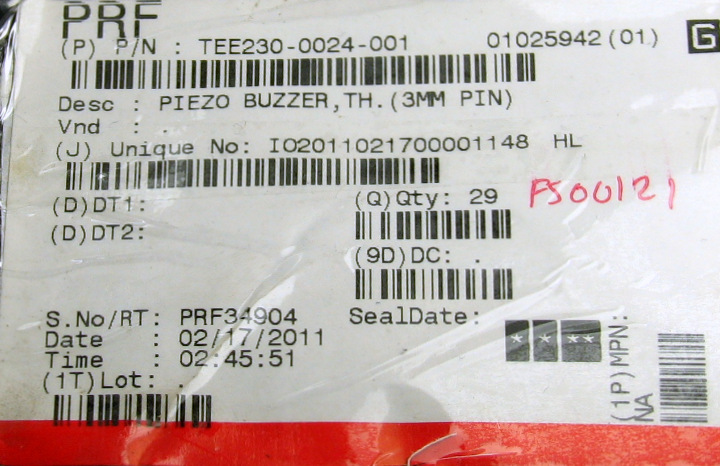 PRF
(P) P/N : TEE230-0024-001 01025942(01) G
Desc : PIEZO BUZZER,TH.(3MM PIN)
Vnd : .
(J) Unique No: IO2011021700001148 HL
(D)DT1: (Q)Qty: 29 FS00121
(D)DT2:
(9D)DC: .
S.No/RT: PRF34904 SealDate:
Date : 02/17/2011
Time : 02:45:51
* * **
(1T)Lot: .
(1P)MPN:
NA